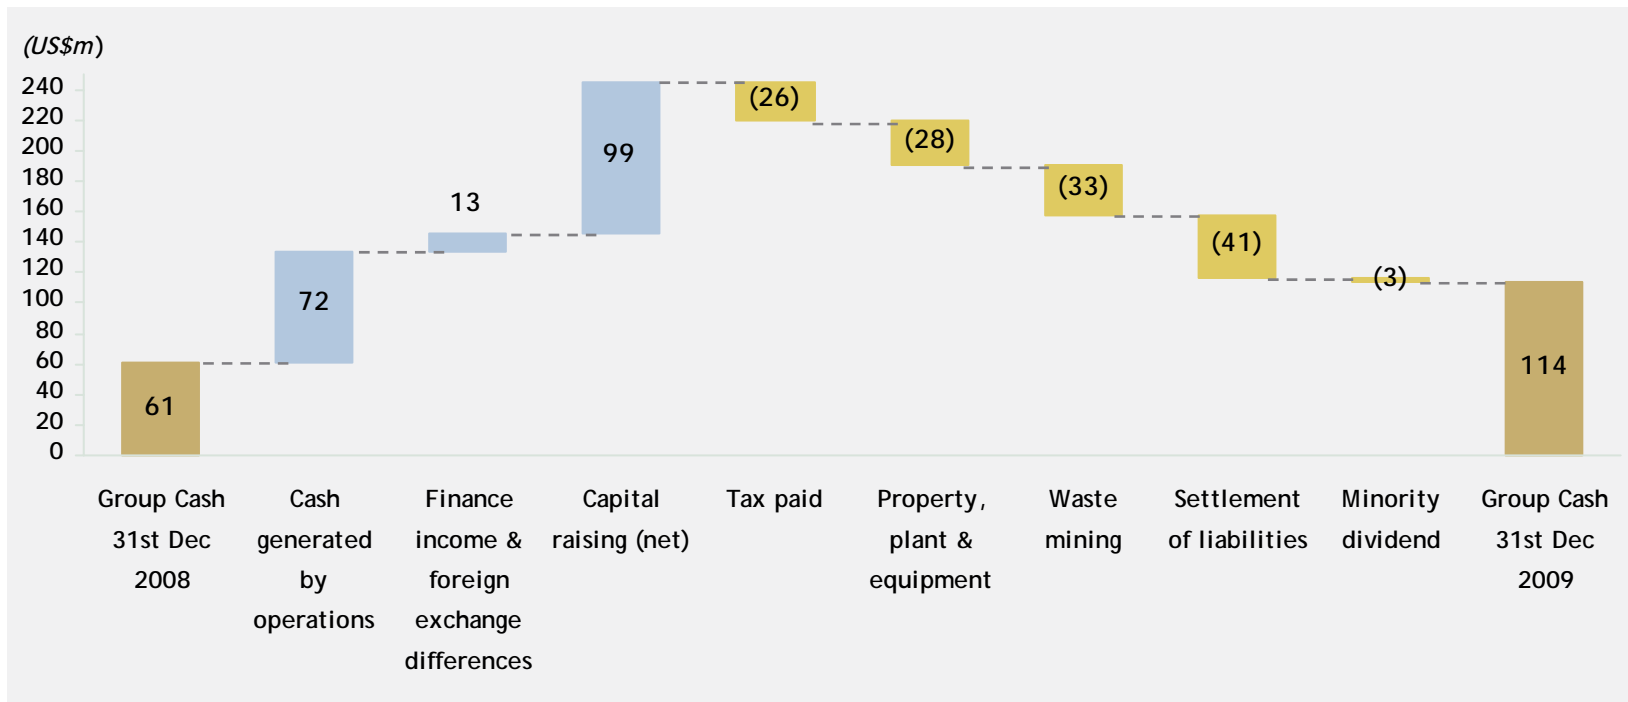 (US$m)
240
220
200
180
160
140
120
100
80
60
40
20
0
61
72
13
99
(26)
(28)
(33)
(41)
(3)
114
Group Cash
31st Dec
2008
Cash
generated
by
operations
Finance
income &
foreign
exchange
differences
Capital
raising (net)
Tax paid
Property,
plant &
equipment
Waste
mining
Settlement
of liabilities
Minority
dividend
Group Cash
31st Dec
2009